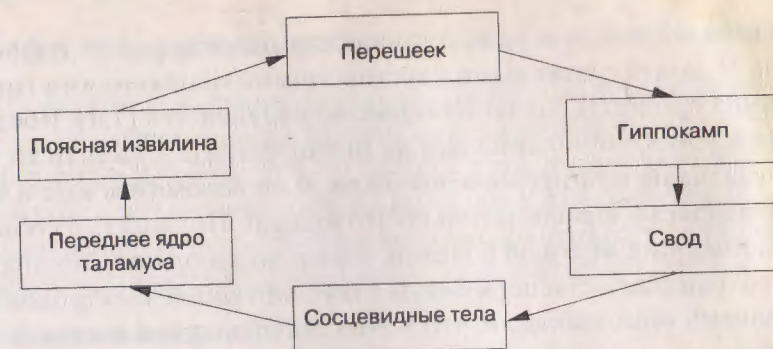 Перешеек
Поясная извилина
Гиппокамп
Переднее ядро
таламуса
Свод
Сосцевидные тела